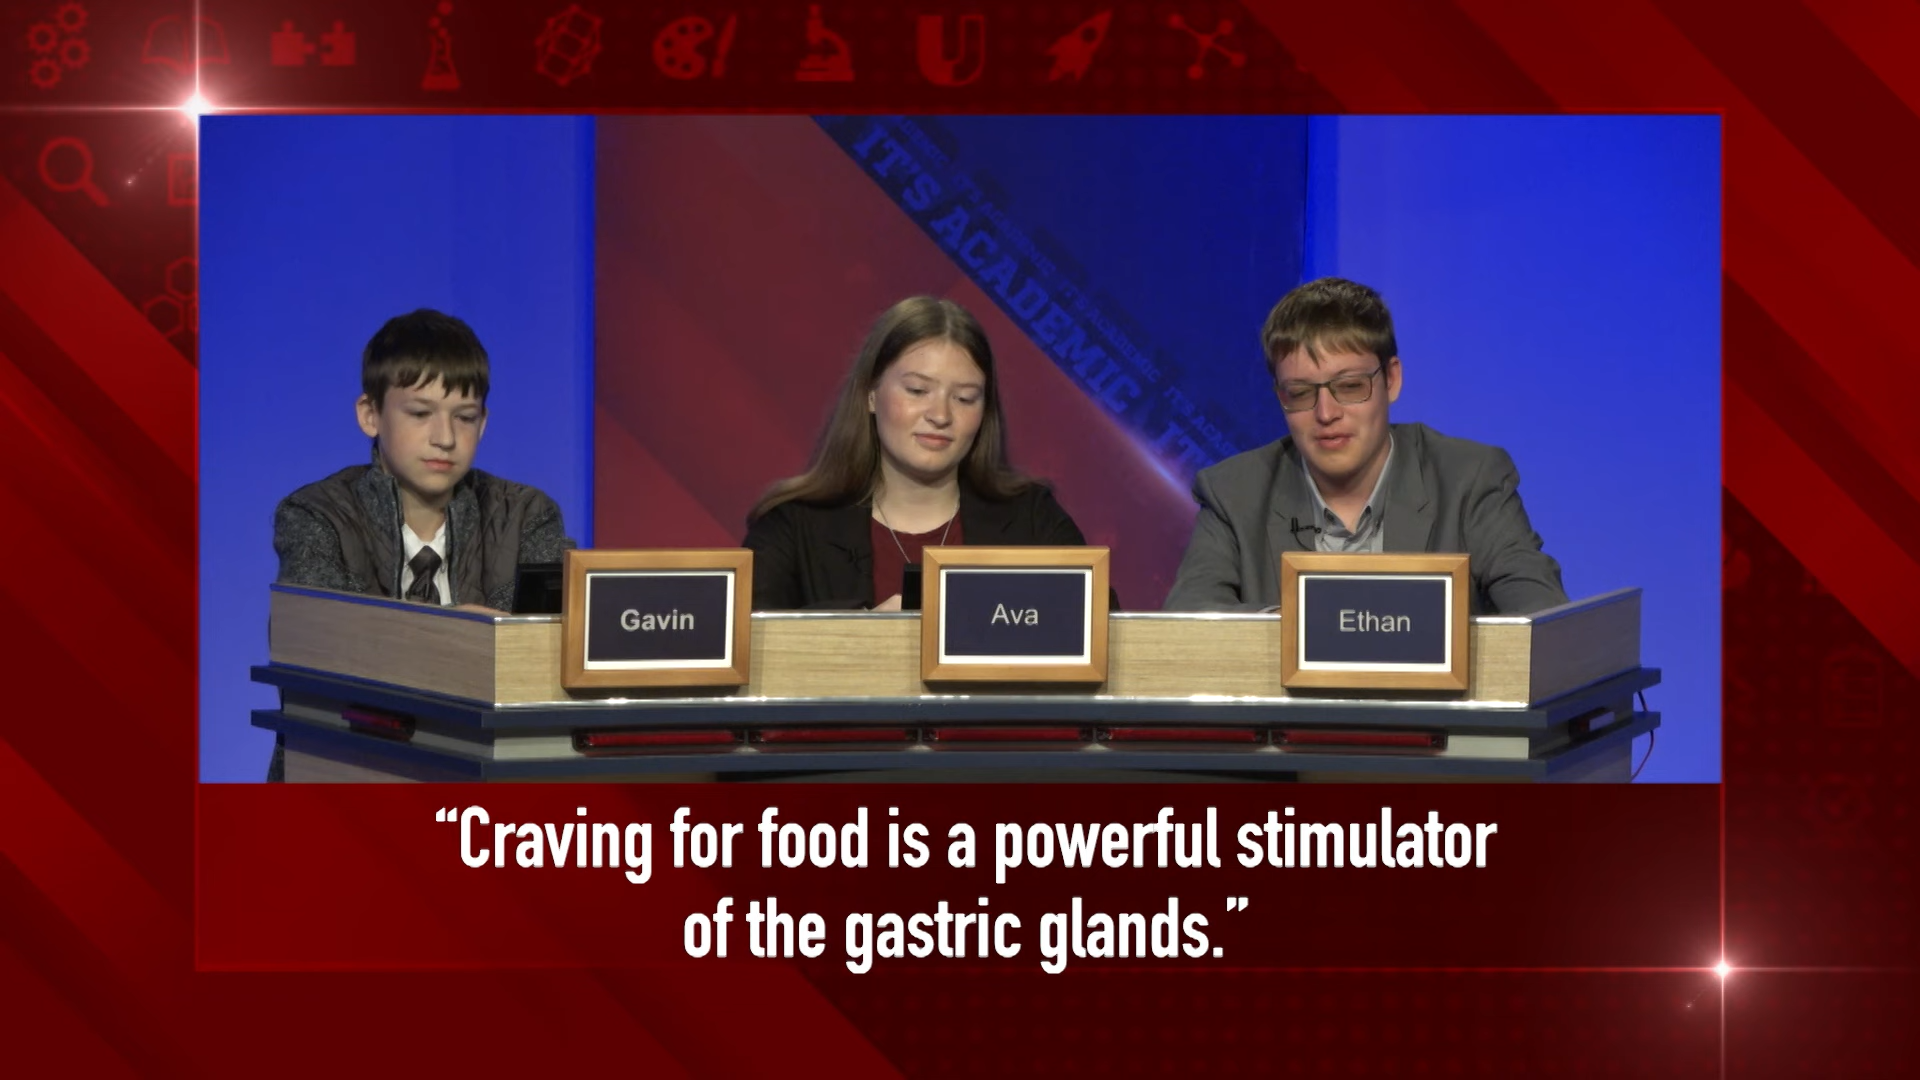 IT'S ACADEMIC
Gavin
Ava
Ethan
“Craving for food is a powerful stimulator
of the gastric glands.”